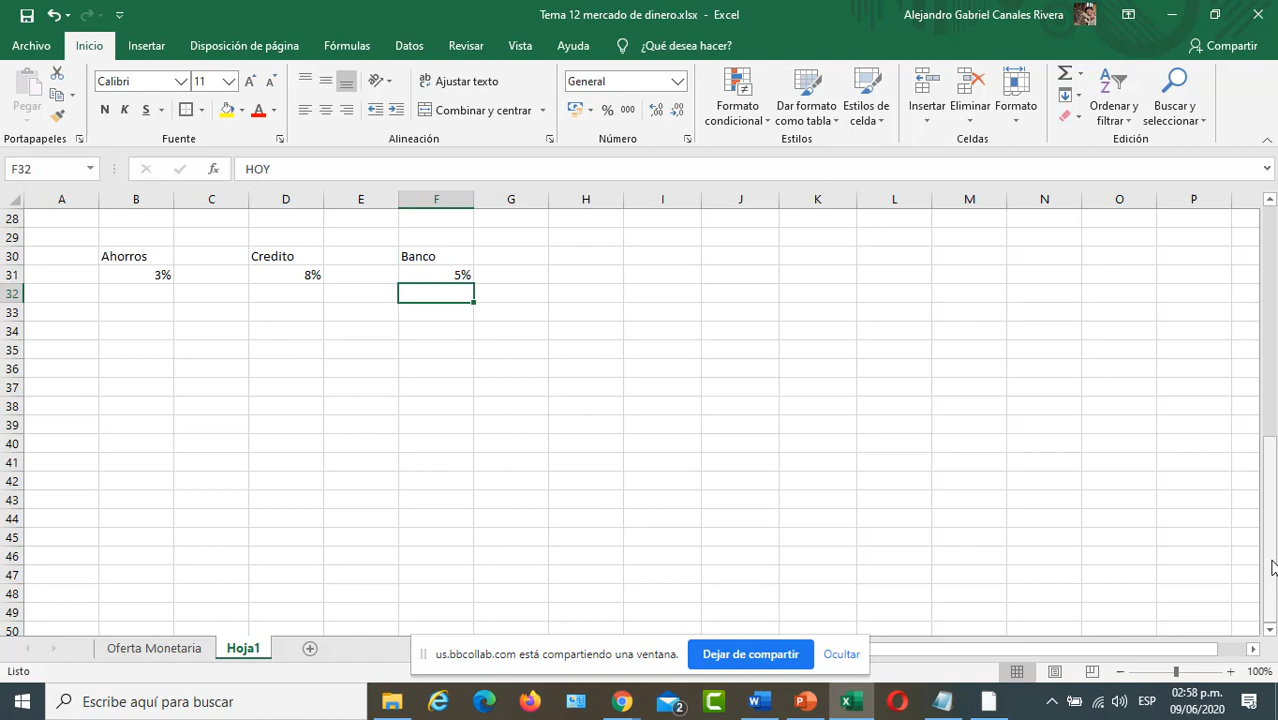 Tema 12 mercado de dinero.xlsx - Excel
Alejandro Gabriel Canales Rivera
Archivo Inicio Insertar Disposición de página Fórmulas Datos Revisar Vista Ayuda ¿Qué desea hacer? Compartir
Pegar
Calibri 11
N K S
Ajustar texto
Combinar y centrar
General
% 000
Formato condicional
Dar formato como tabla
Estilos de celda
Insertar
Eliminar
Formato
Ordenar y filtrar
Buscar y seleccionar
Portapapeles Fuente Alineación Número Estilos Celdas Edición
F32 fx HOY
A B C D E F G H I J K L M N O P
28
29
30 Ahorros Credito Banco
31 3% 8% 5%
32
33
34
35
36
37
38
39
40
41
42
43
44
45
46
47
48
49
50
Oferta Monetaria Hoja1
us.bbcollab.com está compartiendo una ventana. Dejar de compartir Ocultar
Listo 100%
Escribe aquí para buscar
2
ESP
02:58 p.m.
09/06/2020